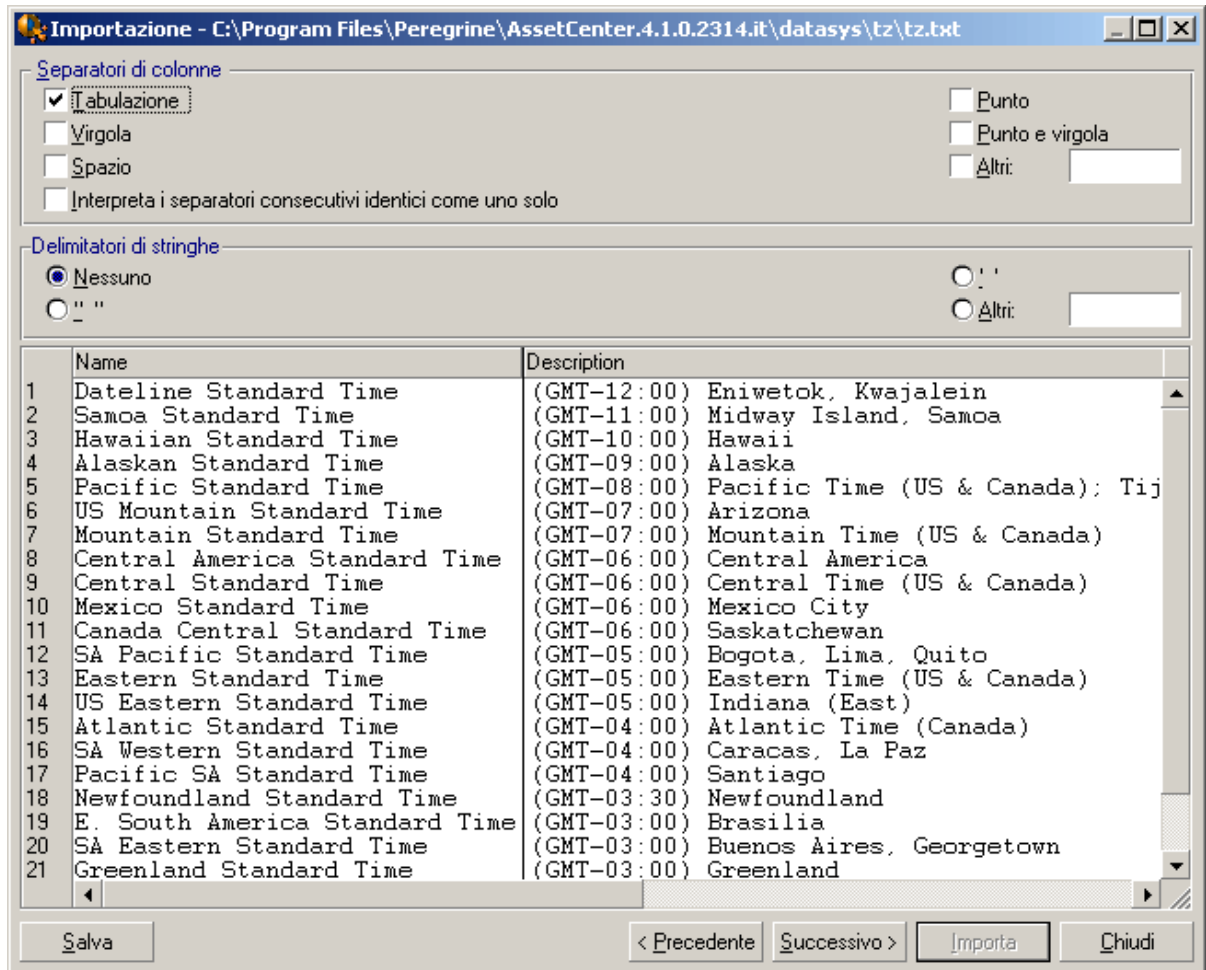 Importazione - C:\Program Files\Peregrine\AssetCenter.4.1.0.2314.it\datasys\tz\tz.txt
Separatori di colonne
Tabulazione
Punto
Virgola
Punto e virgola
Spazio
Altri:
Interpreta i separatori consecutivi identici come uno solo
Delimitatori di stringhe
Nessuno
' '
" "
Altri:
Name Description
1 Dateline Standard Time (GMT-12:00) Eniwetok, Kwajalein
2 Samoa Standard Time (GMT-11:00) Midway Island, Samoa
3 Hawaiian Standard Time (GMT-10:00) Hawaii
4 Alaskan Standard Time (GMT-09:00) Alaska
5 Pacific Standard Time (GMT-08:00) Pacific Time (US & Canada); Tij
6 US Mountain Standard Time (GMT-07:00) Arizona
7 Mountain Standard Time (GMT-07:00) Mountain Time (US & Canada)
8 Central America Standard Time (GMT-06:00) Central America
9 Central Standard Time (GMT-06:00) Central Time (US & Canada)
10 Mexico Standard Time (GMT-06:00) Mexico City
11 Canada Central Standard Time (GMT-06:00) Saskatchewan
12 SA Pacific Standard Time (GMT-05:00) Bogota, Lima, Quito
13 Eastern Standard Time (GMT-05:00) Eastern Time (US & Canada)
14 US Eastern Standard Time (GMT-05:00) Indiana (East)
15 Atlantic Standard Time (GMT-04:00) Atlantic Time (Canada)
16 SA Western Standard Time (GMT-04:00) Caracas, La Paz
17 Pacific SA Standard Time (GMT-04:00) Santiago
18 Newfoundland Standard Time (GMT-03:30) Newfoundland
19 E. South America Standard Time (GMT-03:00) Brasilia
20 SA Eastern Standard Time (GMT-03:00) Buenos Aires, Georgetown
21 Greenland Standard Time (GMT-03:00) Greenland
Salva < Precedente Successivo > Importa Chiudi